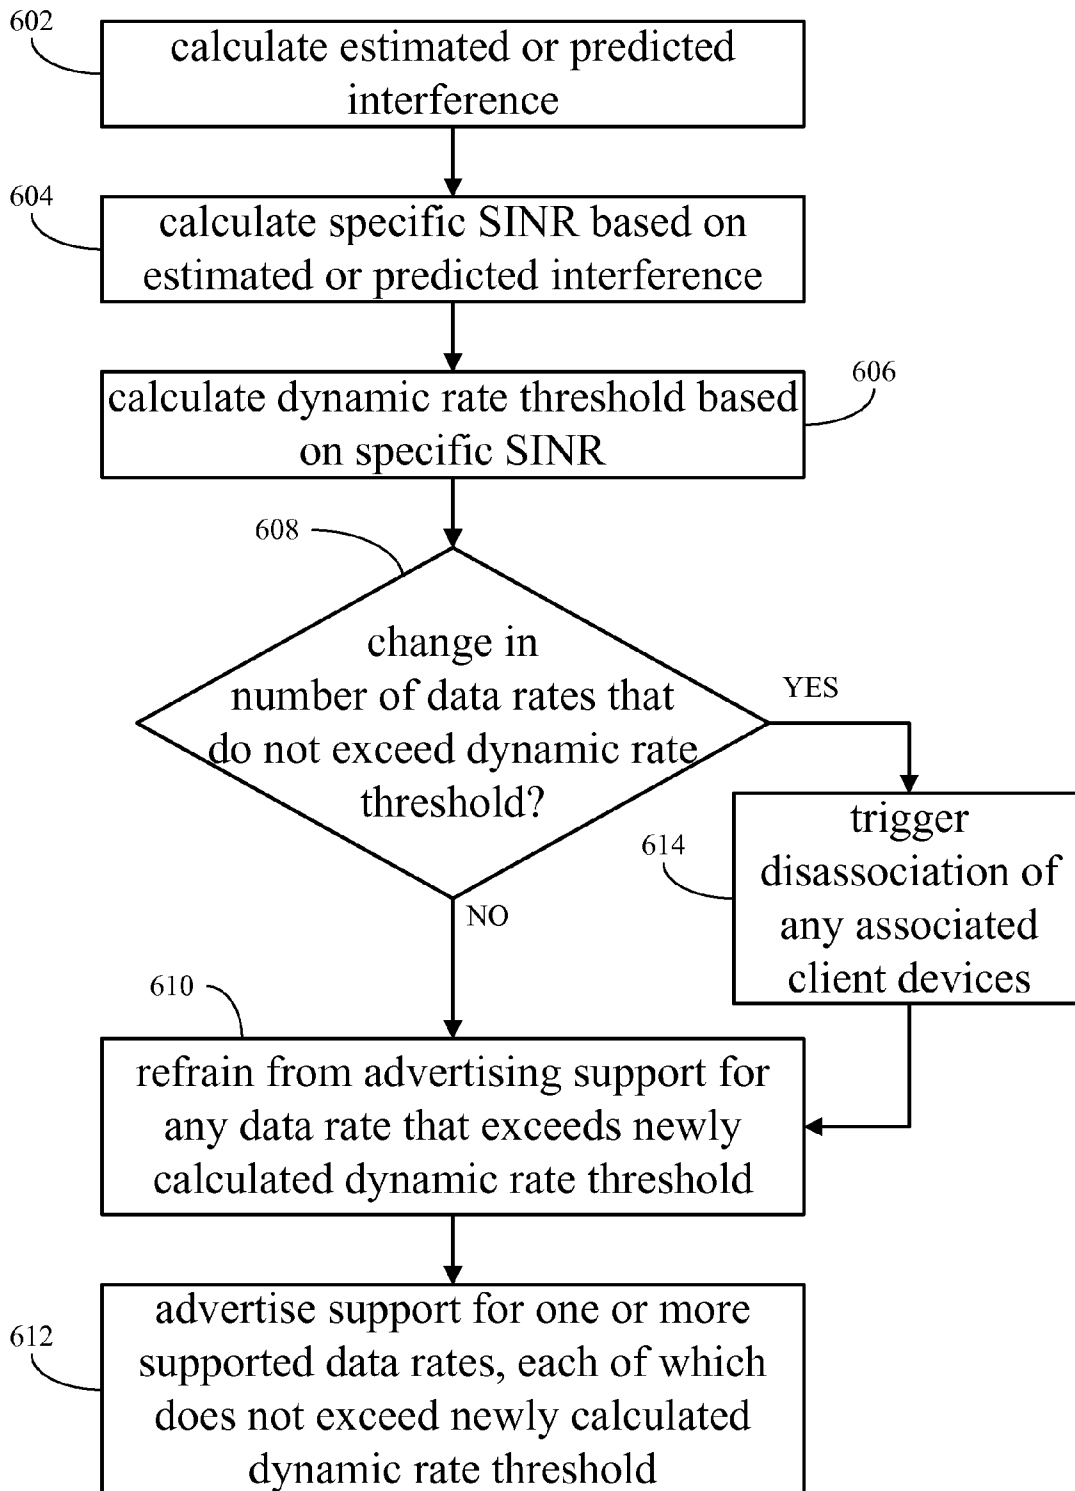 602
calculate estimated or predicted
interference
604
calculate specific SINR based on
estimated or predicted interference
606
calculate dynamic rate threshold based
on specific SINR
608
change in
number of data rates that
do not exceed dynamic rate
threshold?
YES
614
trigger
disassociation of
any associated
client devices
NO
610
refrain from advertising support for
any data rate that exceeds newly
calculated dynamic rate threshold
612
advertise support for one or more
supported data rates, each of which
does not exceed newly calculated
dynamic rate threshold